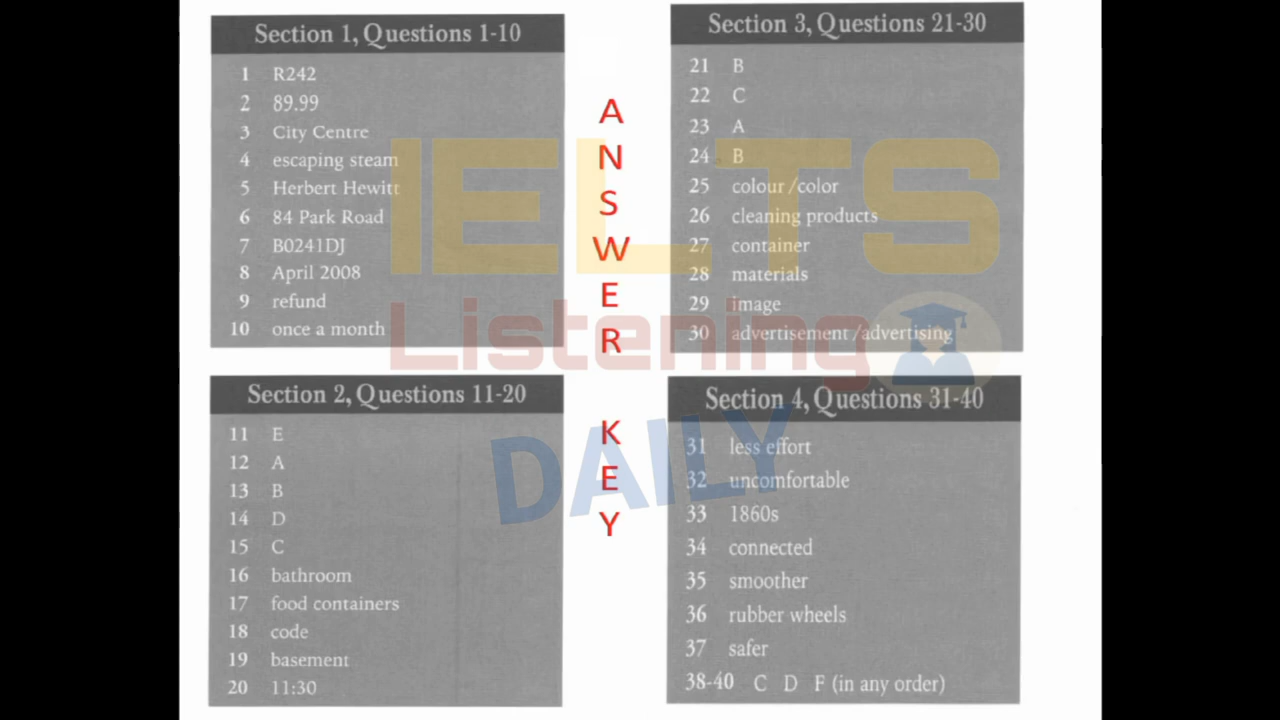 Section 1, Questions 1-10
1 R242
2 89.99
3 City Centre
4 escaping steam
5 Herbert Hewitt
6 84 Park Road
7 B0241DJ
8 April 2008
9 refund
10 once a month
Section 2, Questions 11-20
11 E
12 A
13 B
14 D
15 C
16 bathroom
17 food containers
18 code
19 basement
20 11:30
ANSWER
KEY
Section 3, Questions 21-30
21 B
22 C
23 A
24 B
25 colour/color
26 cleaning products
27 container
28 materials
29 image
30 advertisement/advertising
Section 4, Questions 31-40
31 less effort
32 uncomfortable
33 1860s
34 connected
35 smoother
36 rubber wheels
37 safer
38-40 C D F (in any order)
IELTS
Listening
DAILY